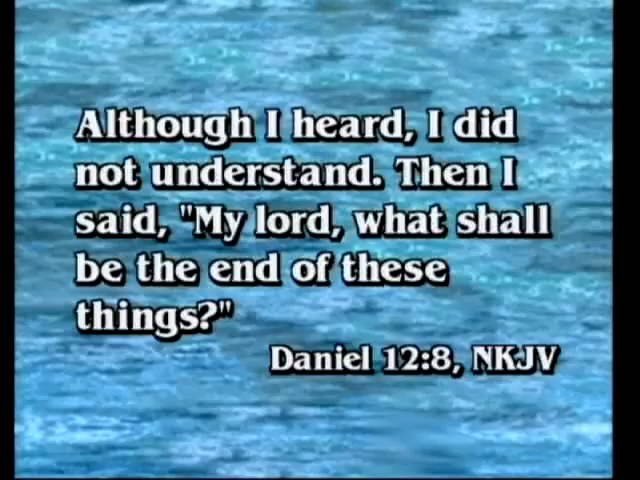 Although I heard, I did
not understand. Then I
said, "My lord, what shall
be the end of these
things?"
Daniel 12:8, NKJV